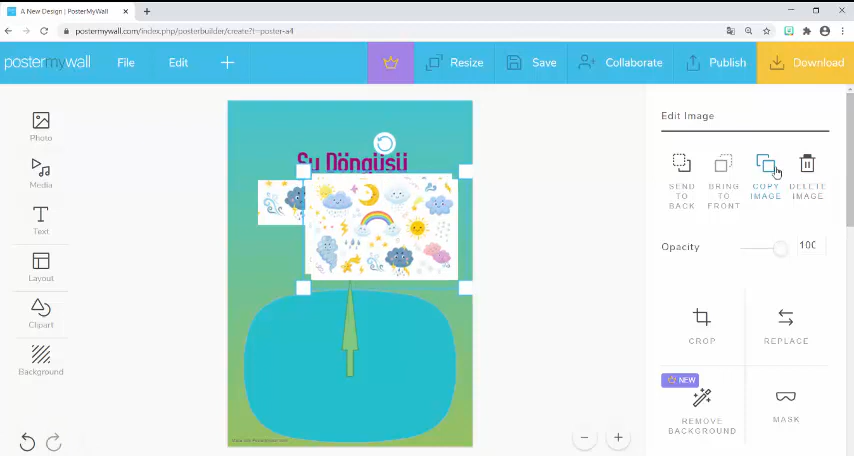 A New Design | PosterMyWall
postermywall.com/index.php/posterbuilder/create?t=poster-a4
postermywall
File
Edit
Resize
Save
Collaborate
Publish
Download
Photo
Media
Text
Layout
Clipart
Background
Su Döngüsü
Edit Image
SEND TO BACK
BRING TO FRONT
COPY IMAGE
DELETE IMAGE
Opacity
100
CROP
REPLACE
NEW
REMOVE BACKGROUND
MASK